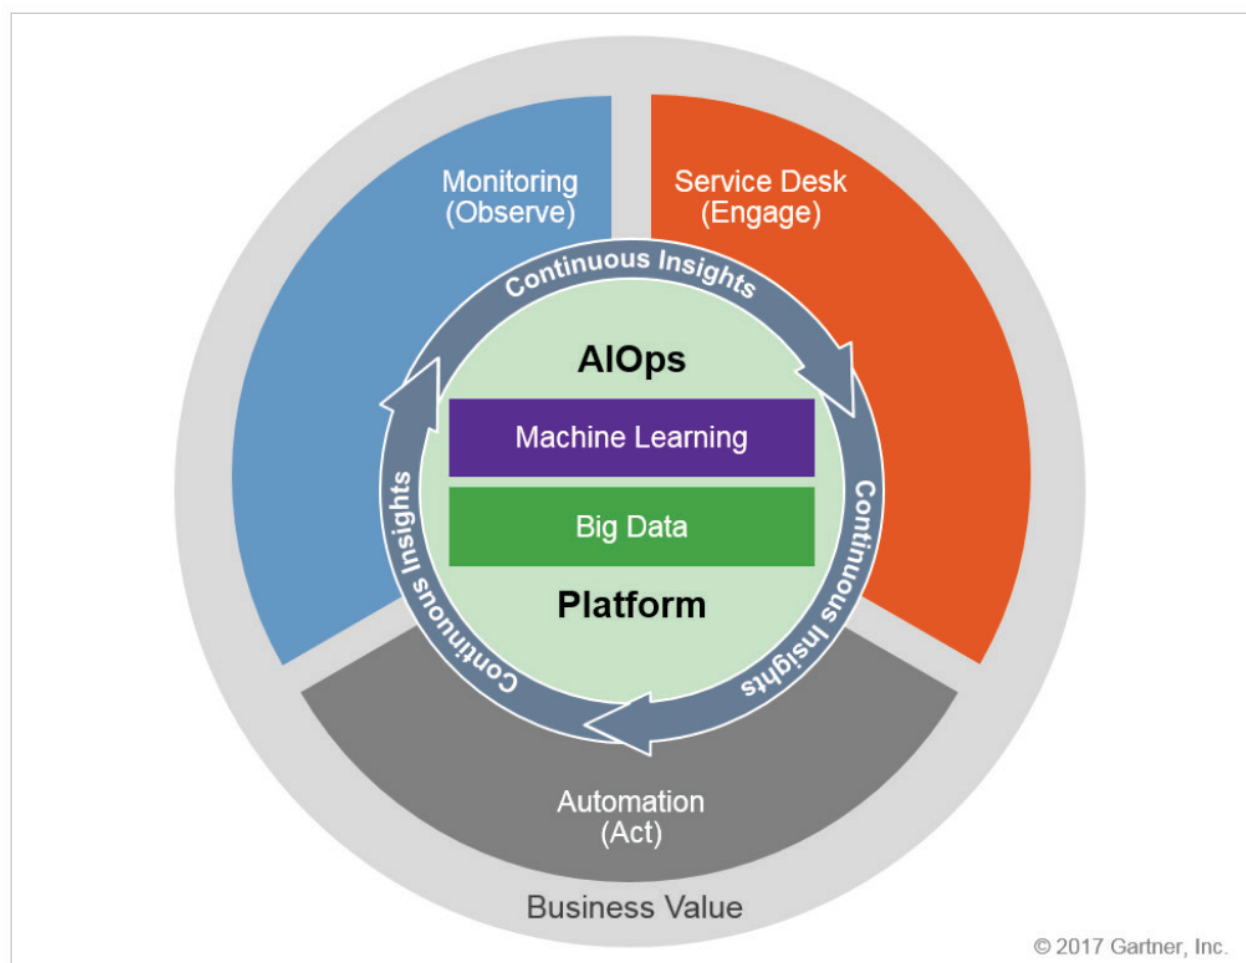 Monitoring
(Observe)
Service Desk
(Engage)
Continuous Insights
AIOps
Machine Learning
Big Data
Platform
Continuous Insights
Continuous Insights
Automation
(Act)
Business Value
© 2017 Gartner, Inc.